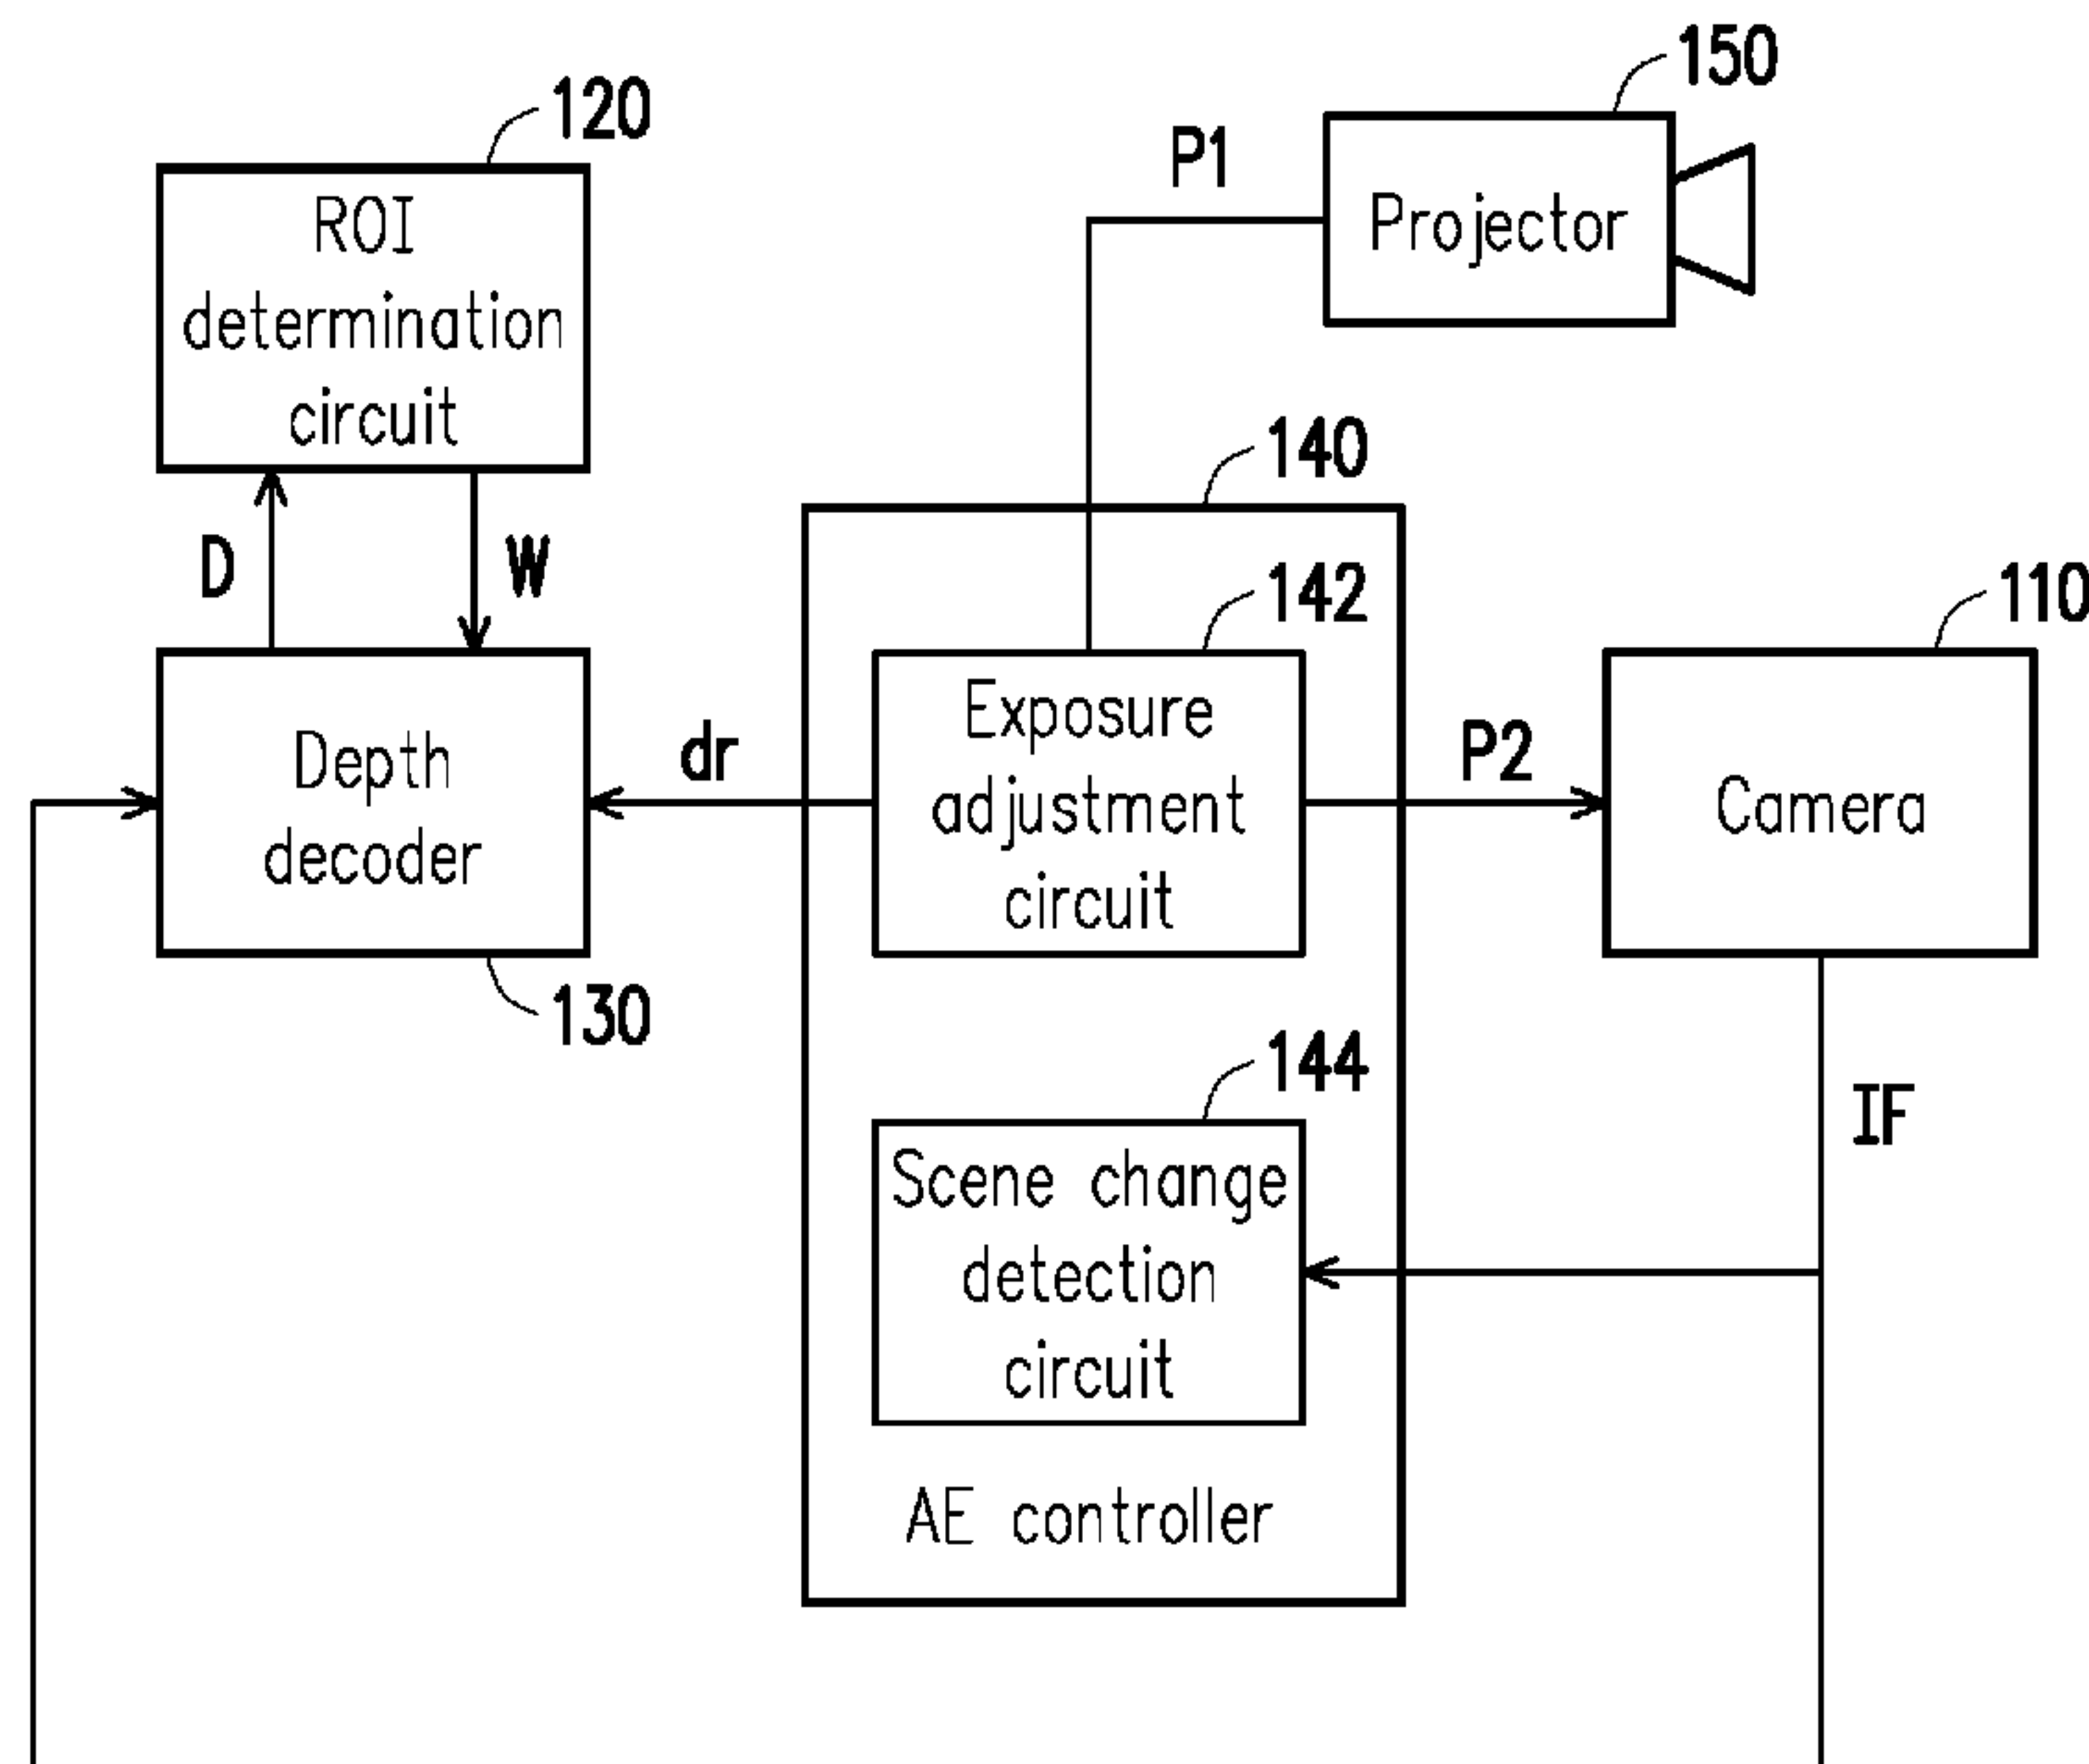 150
120
P1
Projector
ROI
determination
circuit
140
D
W
142
110
Exposure
adjustment
circuit
dr
P2
Depth
decoder
Camera
130
144
IF
Scene change
detection
circuit
AE controller